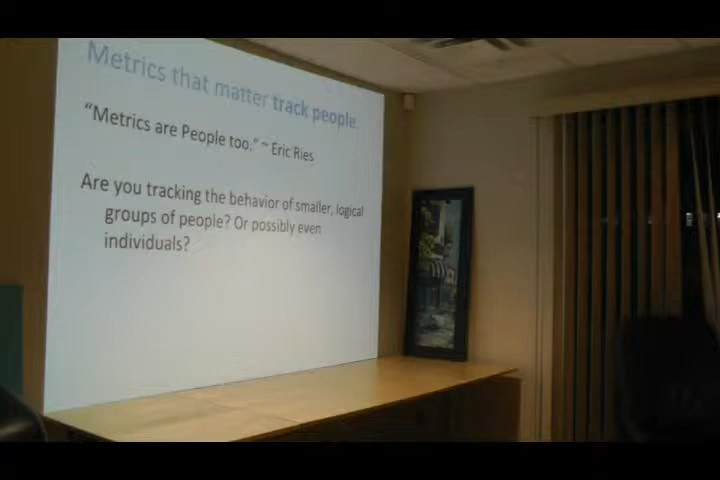 Metrics that matter track people
“Metrics are People too.” ~ Eric Ries
Are you tracking the behavior of smaller, logical
groups of people? Or possibly even
individuals?